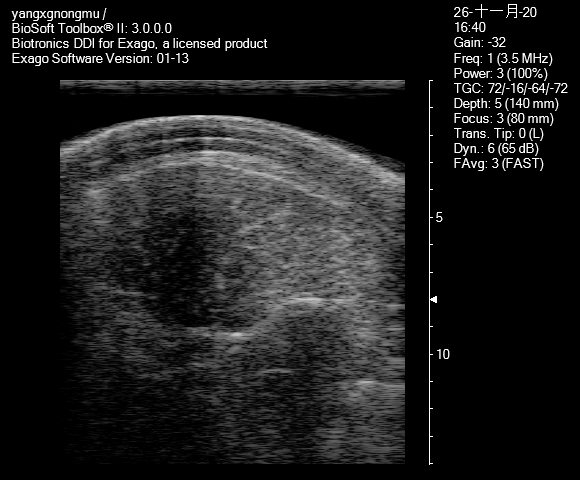 yangxgnongmu /
BioSoft Toolbox® II: 3.0.0.0
Biotronics DDI for Exago, a licensed product
Exago Software Version: 01-13
26-十一月-20
16:40
Gain: -32
Freq: 1 (3.5 MHz)
Power: 3 (100%)
TGC: 72/-16/-64/-72
Depth: 5 (140 mm)
Focus: 3 (80 mm)
Trans. Tip: 0 (L)
Dyn.: 6 (65 dB)
FAvg: 3 (FAST)
5
10